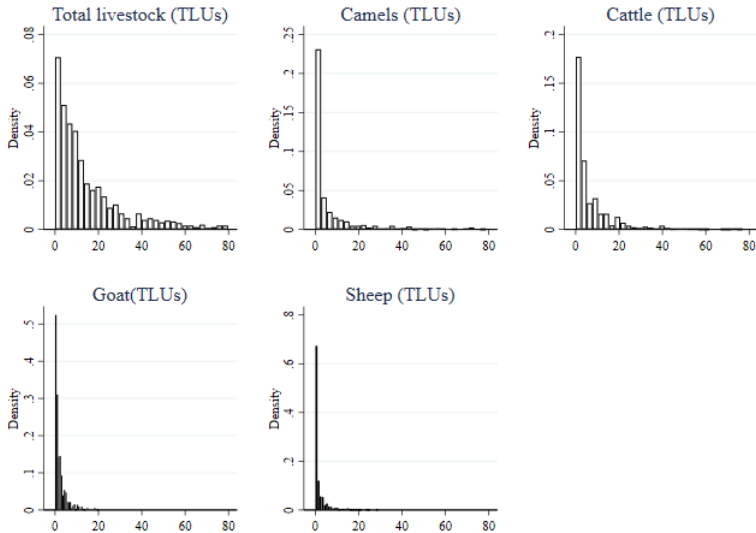 Total livestock (TLUs)
Density
0 .02 .04 .06 .08
0 20 40 60 80
Camels (TLUs)
Density
0 .05 .1 .15 .2 .25
0 20 40 60 80
Cattle (TLUs)
Density
0 .05 .1 .15 .2
0 20 40 60 80
Goat(TLUs)
Density
0 .1 .2 .3 .4 .5
0 20 40 60 80
Sheep (TLUs)
Density
0 .2 .4 .6 .8
0 20 40 60 80